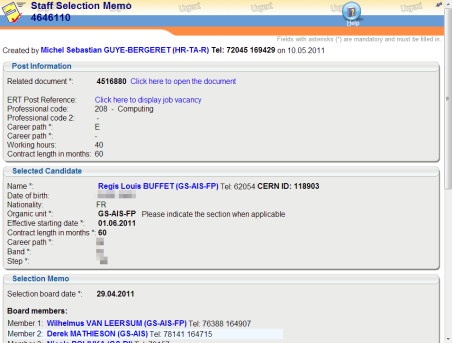 Staff Selection Memo
4646110
Urgent Urgent Urgent Urgent
Help
Fields with asterisks (*) are mandatory and must be filled in
Created by Michel Sebastian GUYE-BERGERET (HR-TA-R) Tel: 72045 169429 on 10.05.2011
Post Information
Related document *: 4516880 Click here to open the document
ERT Post Reference: Click here to display job vacancy
Professional code: 208 - Computing
Professional code 2: -
Career path *: E
Career path *: -
Working hours: 40
Contract length in months: 60
Selected Candidate
Name *: Regis Louis BUFFET (GS-AIS-FP) Tel: 62054 CERN ID: 118903
Date of birth:
Nationality: FR
Organic unit *: GS-AIS-FP Please indicate the section when applicable
Effective starting date *: 01.06.2011
Contract length in months *: 60
Career path *:
Band *:
Step *:
Selection Memo
Selection board date *: 29.04.2011
Board members:
Member 1: Wilhelmus VAN LEERSUM (GS-AIS-FP) Tel: 76388 164907
Member 2: Derek MATHIESON (GS-AIS) Tel: 78141 164715